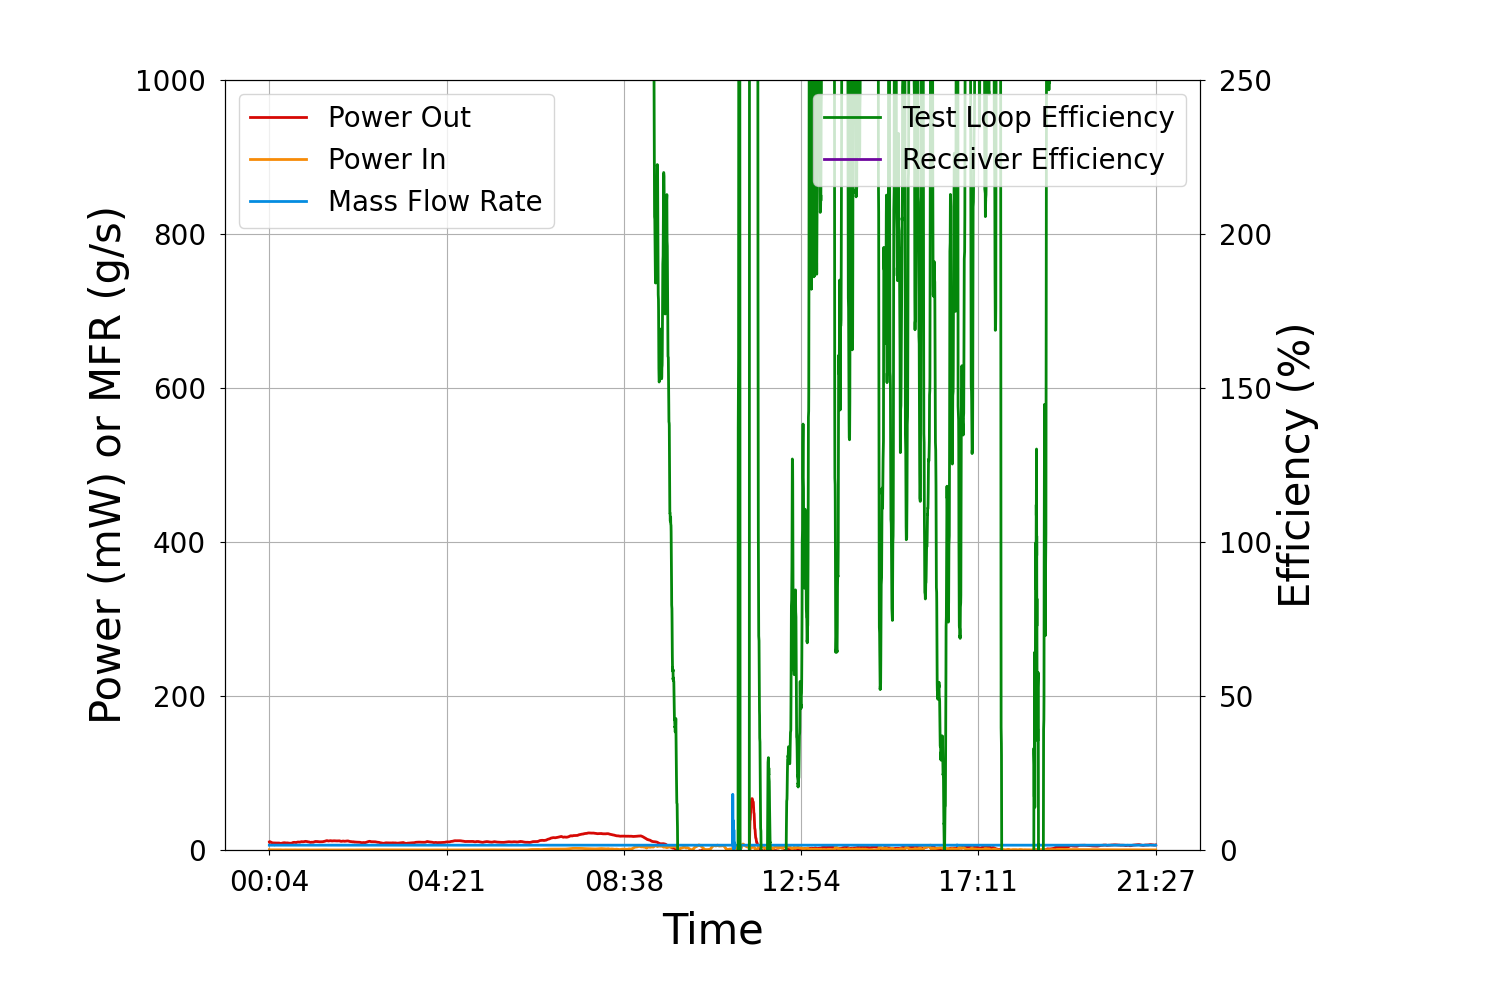 1000
800
600
400
200
0
Power (mW) or MFR (g/s)
Power Out
Power In
Mass Flow Rate
Test Loop Efficiency
Receiver Efficiency
250
200
150
100
50
0
Efficiency (%)
00:04 04:21 08:38 12:54 17:11 21:27
Time